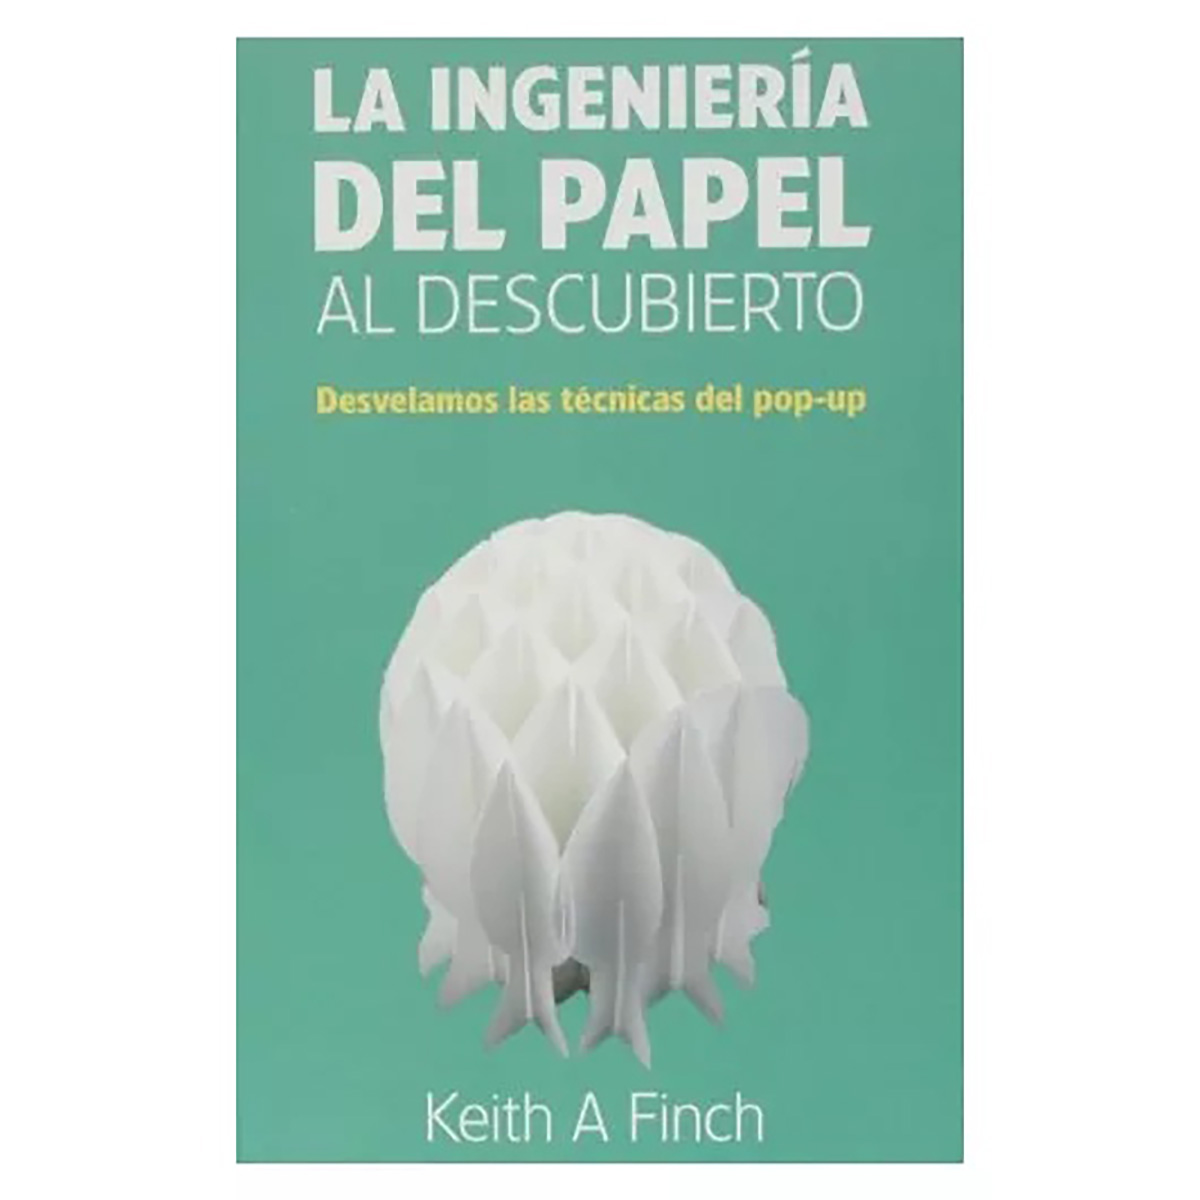 LA INGENIERÍA
DEL PAPEL
AL DESCUBIERTO
Desvelamos las técnicas del pop-up
Keith A Finch